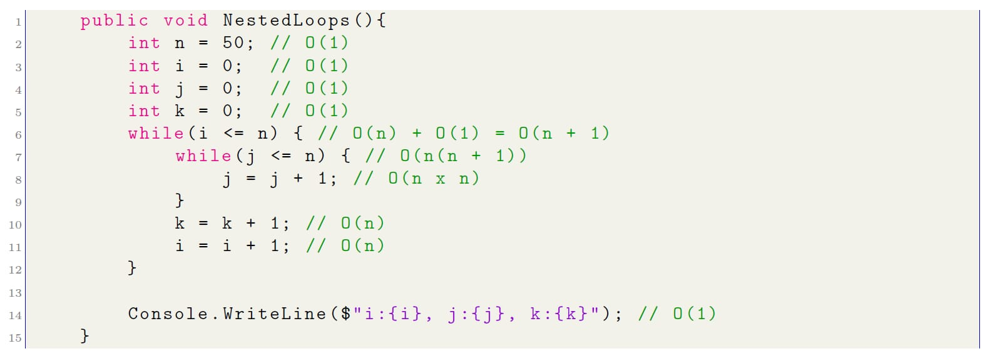 1 public void NestedLoops(){
2 int n = 50; // O(1)
3 int i = 0; // O(1)
4 int j = 0; // O(1)
5 int k = 0; // O(1)
6 while(i <= n) { // O(n) + O(1) = O(n + 1)
7 while(j <= n) { // O(n(n + 1))
8 j = j + 1; // O(n x n)
9 }
10 k = k + 1; // O(n)
11 i = i + 1; // O(n)
12 }
13
14 Console.WriteLine($"i:{i}, j:{j}, k:{k}"); // O(1)
15 }